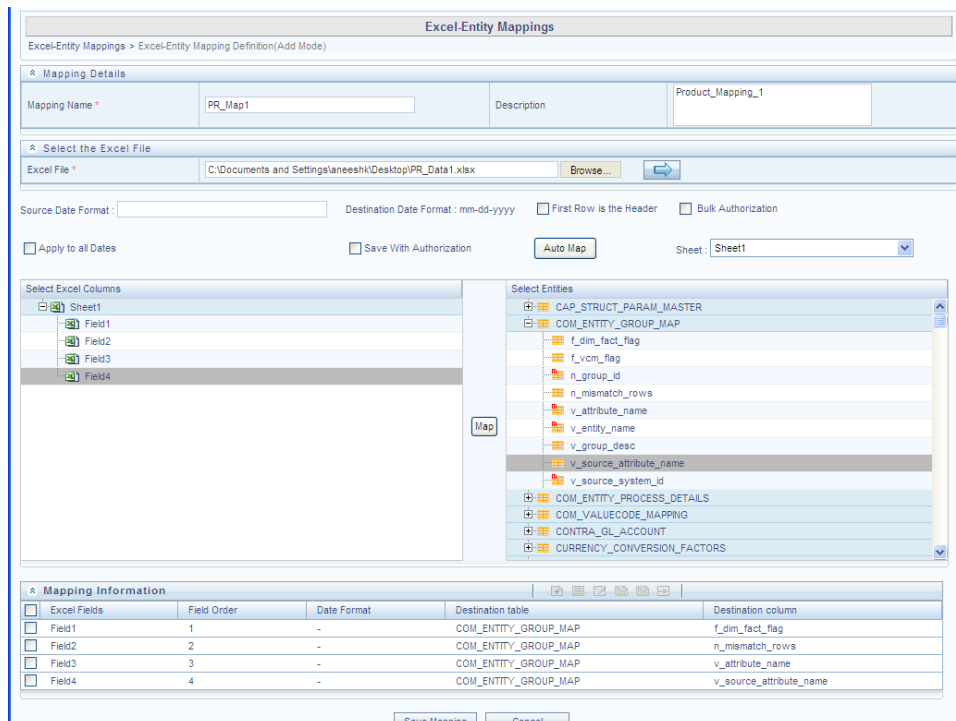 Excel-Entity Mappings
Excel-Entity Mappings > Excel-Entity Mapping Definition(Add Mode)
Mapping Details
Mapping Name * PR_Map1 Description Product_Mapping_1
Select the Excel File
Excel File * C:\Documents and Settings\aneeshk\Desktop\PR_Data1.xlsx Browse...
Source Date Format : Destination Date Format : mm-dd-yyyy First Row is the Header Bulk Authorization
Apply to all Dates Save With Authorization Auto Map Sheet : Sheet1
Select Excel Columns
Sheet1
Field1
Field2
Field3
Field4
Map
Select Entities
CAP_STRUCT_PARAM_MASTER
COM_ENTITY_GROUP_MAP
f_dim_fact_flag
f_vcm_flag
n_group_id
n_mismatch_rows
v_attribute_name
v_entity_name
v_group_desc
v_source_attribute_name
v_source_system_id
COM_ENTITY_PROCESS_DETAILS
COM_VALUECODE_MAPPING
CONTRA_GL_ACCOUNT
CURRENCY_CONVERSION_FACTORS
Mapping Information
Excel Fields Field Order Date Format Destination table Destination column
Field1 1 - COM_ENTITY_GROUP_MAP f_dim_fact_flag
Field2 2 - COM_ENTITY_GROUP_MAP n_mismatch_rows
Field3 3 - COM_ENTITY_GROUP_MAP v_attribute_name
Field4 4 - COM_ENTITY_GROUP_MAP v_source_attribute_name
Save Mapping Cancel